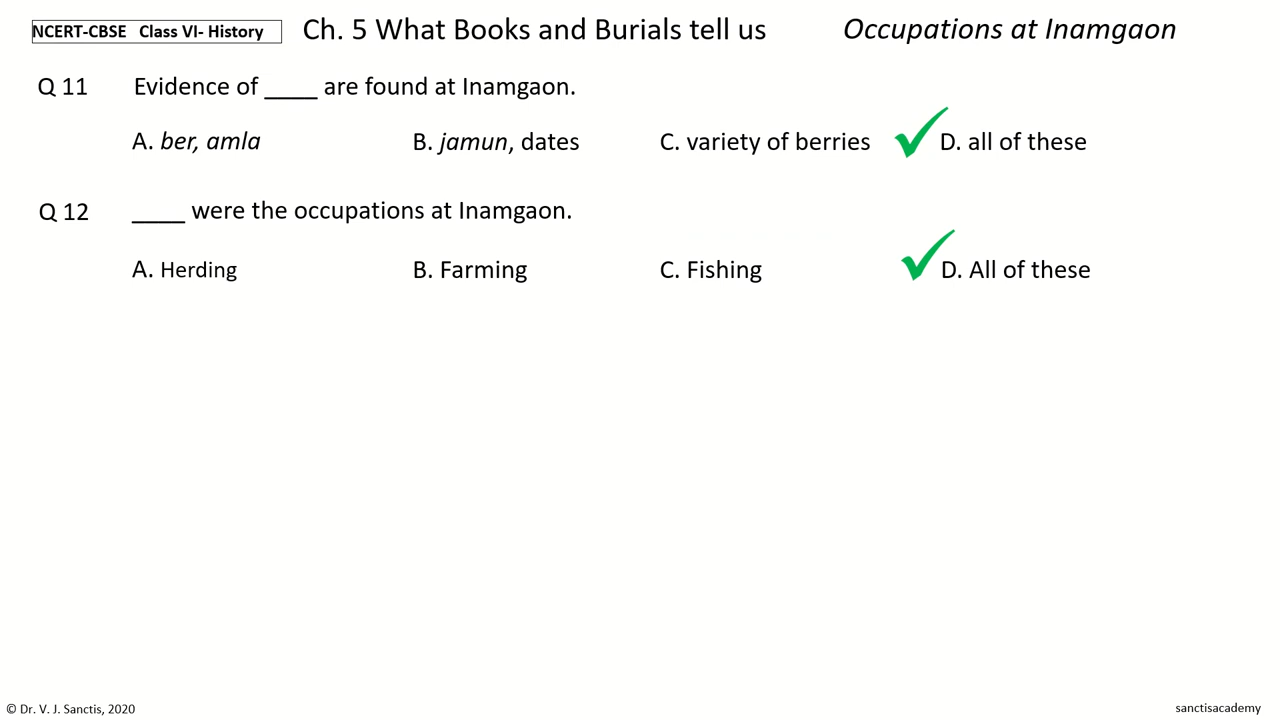 NCERT-CBSE Class VI- History
Ch. 5 What Books and Burials tell us
Occupations at Inamgaon
Q 11 Evidence of ____ are found at Inamgaon.
A. ber, amla B. jamun, dates C. variety of berries D. all of these
Q 12 ____ were the occupations at Inamgaon.
A. Herding B. Farming C. Fishing D. All of these
© Dr. V. J. Sanctis, 2020
sanctisacademy